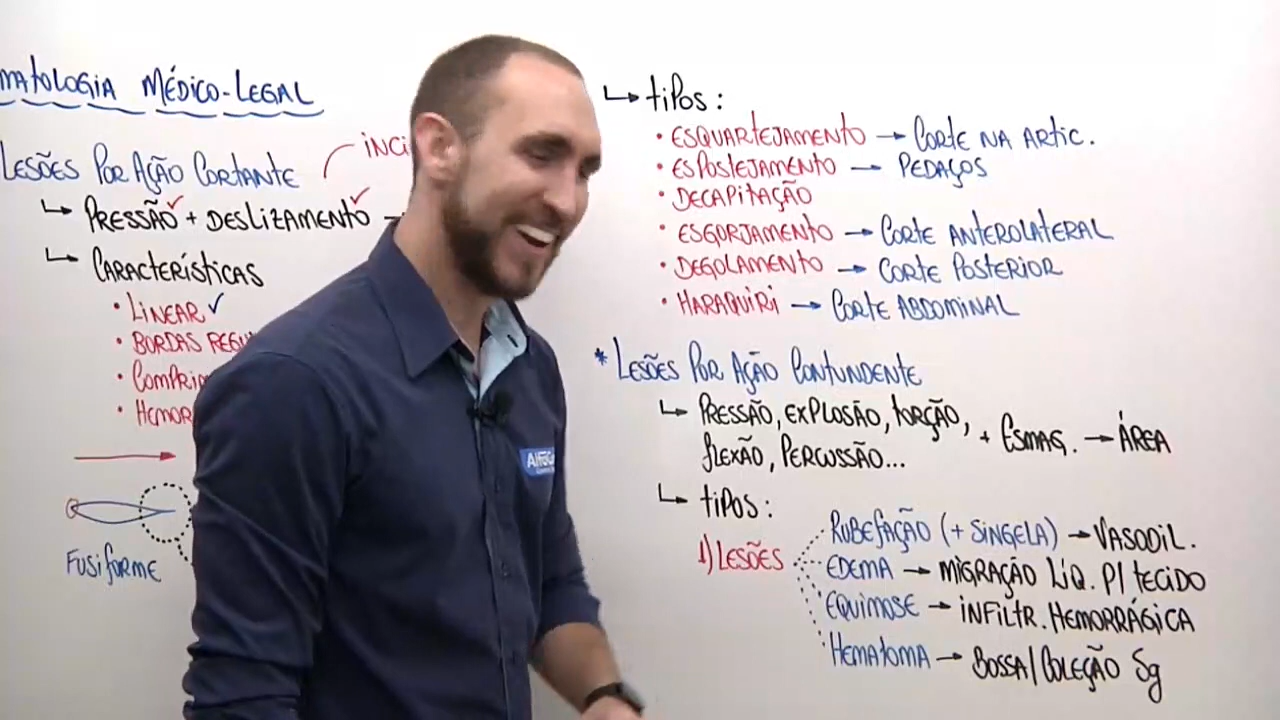 MATOLOGIA MÉDICO-LEGAL
LESÕES POR AÇÃO CORTANTE
INCI
↳ PRESSÃO + DESLIZAMENTO →
↳ CARACTERÍSTICAS
• LINEAR
• BORDAS REGU
• COMPRI
• HEMOR
FUSIFORME
↳ TIPOS:
• ESQUARTEJAMENTO → CORTE NA ARTIC.
• ESPOSTEJAMENTO → PEDAÇOS
• DECAPITAÇÃO
• ESGORJAMENTO → CORTE ANTEROLATERAL
• DEGOLAMENTO → CORTE POSTERIOR
• HARAQUIRI → CORTE ABDOMINAL
* LESÕES POR AÇÃO CONTUNDENTE
↳ PRESSÃO, EXPLOSÃO, TORÇÃO,
FLEXÃO, PERCUSSÃO... + ESMAG. → ÁREA
↳ TIPOS:
1) LESÕES
RUBEFAÇÃO (+ SINGELA) → VASODIL.
EDEMA → MIGRAÇÃO LÍQ. P/ TECIDO
EQUIMOSE → INFILTR. HEMORRÁGICA
HEMATOMA → BOSSA/COLEÇÃO Sg